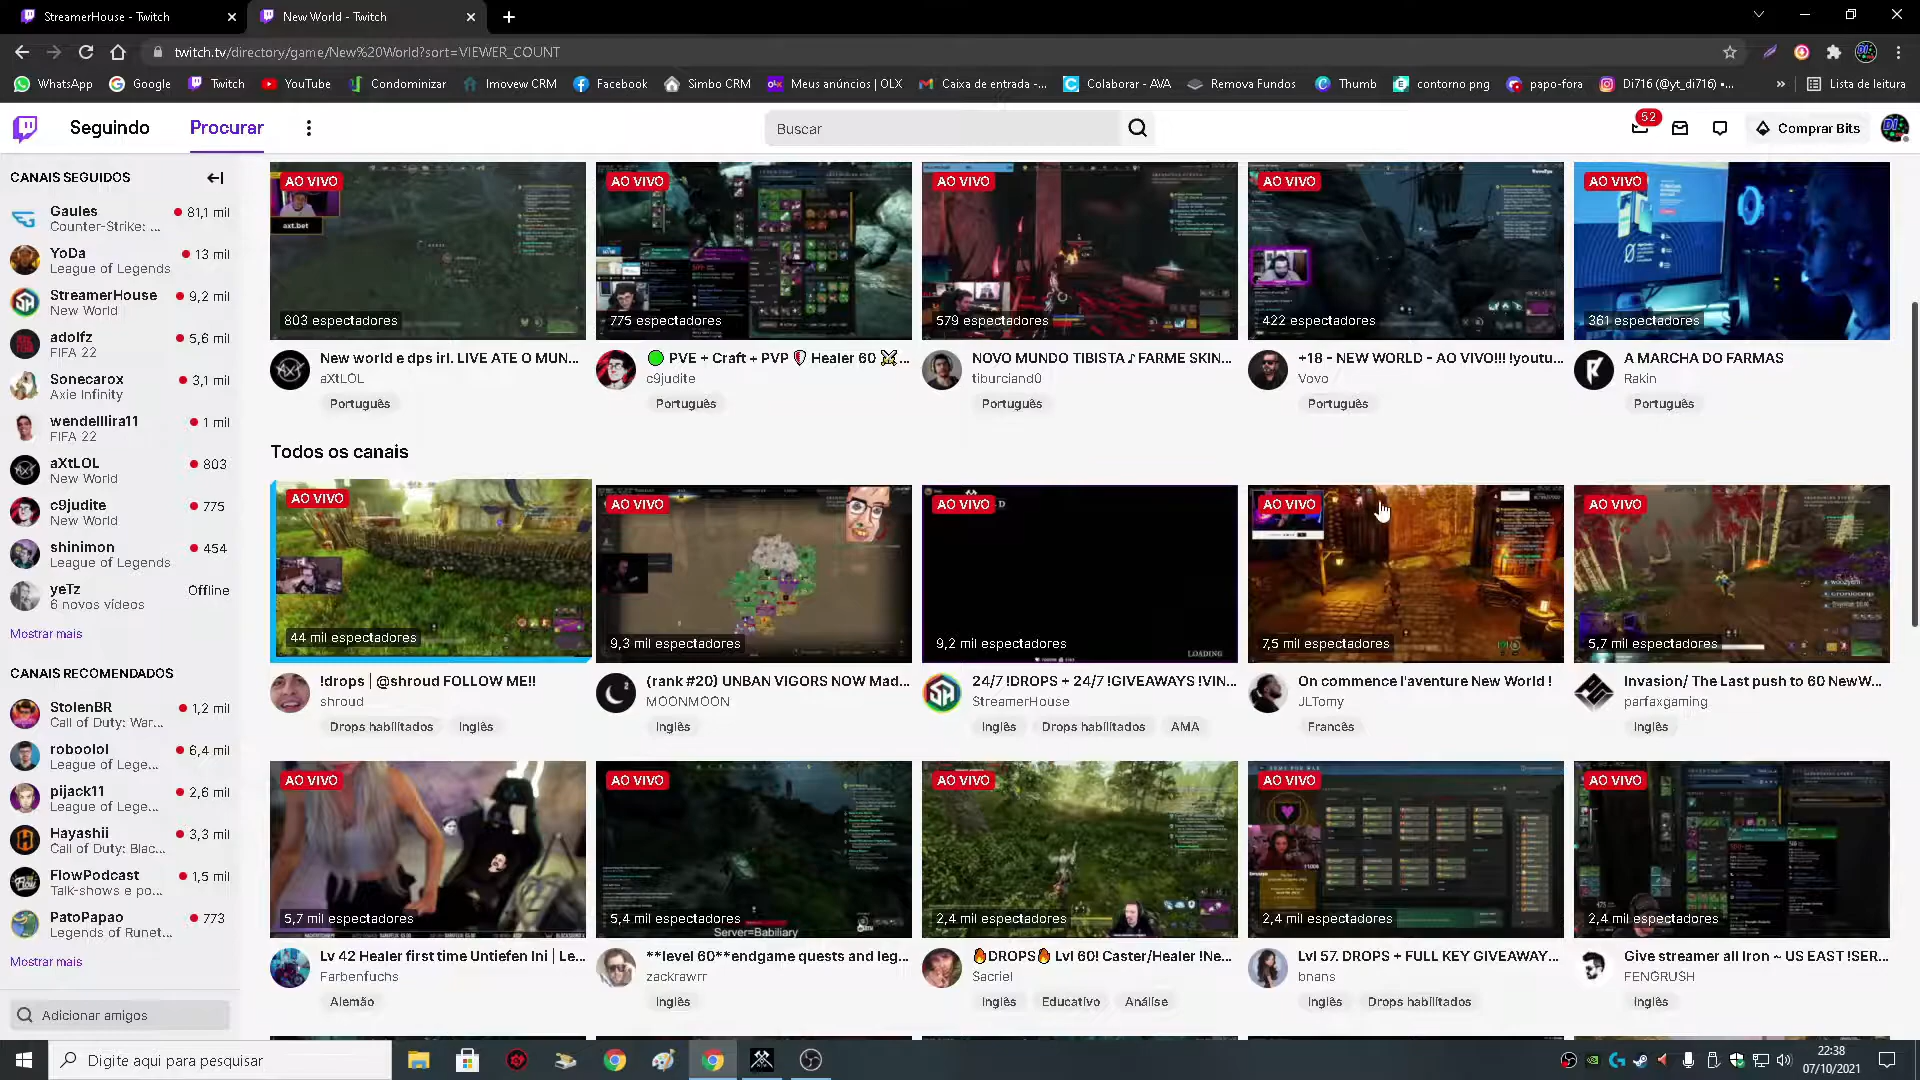 StreamerHouse - Twitch
New World - Twitch
twitch.tv/directory/game/New%20World?sort=VIEWER_COUNT
WhatsApp
Google
Twitch
YouTube
Condominizar
Imovew CRM
Facebook
Simbo CRM
Meus anúncios | OLX
Caixa de entrada -...
Colaborar - AVA
Remova Fundos
Thumb
contorno png
papo-fora
Di716 (@yt_di716) •...
Lista de leitura
Seguindo
Procurar
Buscar
52
Comprar Bits
CANAIS SEGUIDOS
Gaules
81,1 mil
Counter-Strike: ...
YoDa
13 mil
League of Legends
StreamerHouse
9,2 mil
New World
adolfz
5,6 mil
FIFA 22
Sonecarox
3,1 mil
Axie Infinity
wendelllira11
1 mil
FIFA 22
aXtLOL
803
New World
c9judite
775
New World
shinimon
454
League of Legends
yeTz
Offline
6 novos vídeos
Mostrar mais
CANAIS RECOMENDADOS
StolenBR
1,2 mil
Call of Duty: War...
roboolol
6,4 mil
League of Lege...
pijack11
2,6 mil
League of Lege...
Hayashii
3,3 mil
Call of Duty: Blac...
FlowPodcast
1,5 mil
Talk-shows e po...
PatoPapao
773
Legends of Runet...
Mostrar mais
Adicionar amigos
AO VIVO
axt.bet
803 espectadores
New world e dps irl. LIVE ATE O MUN...
aXtLOL
Português
AO VIVO
775 espectadores
PVE + Craft + PVP Healer 60 ...
c9judite
Português
AO VIVO
579 espectadores
NOVO MUNDO TIBISTA ♪ FARME SKIN...
tiburciand0
Português
AO VIVO
422 espectadores
+18 - NEW WORLD - AO VIVO!!! !youtu...
Vovo
Português
AO VIVO
361 espectadores
A MARCHA DO FARMAS
Rakin
Português
Todos os canais
AO VIVO
44 mil espectadores
!drops | @shroud FOLLOW ME!!
shroud
Drops habilitados
Inglês
AO VIVO
9,3 mil espectadores
(rank #20) UNBAN VIGORS NOW Mad...
MOONMOON
Inglês
AO VIVO
9,2 mil espectadores
LOADING
24/7 !DROPS + 24/7 !GIVEAWAYS !VIN...
StreamerHouse
Inglês
Drops habilitados
AMA
AO VIVO
7,5 mil espectadores
On commence l'aventure New World !
JLTomy
Francês
AO VIVO
5,7 mil espectadores
Invasion/ The Last push to 60 NewW...
parfaxgaming
Inglês
AO VIVO
5,7 mil espectadores
Lv 42 Healer first time Untiefen Ini | Le...
Farbenfuchs
Alemão
AO VIVO
5,4 mil espectadores
Server=Babiliary
**level 60**endgame quests and leg...
zackrawrr
Inglês
AO VIVO
2,4 mil espectadores
🔥DROPS🔥 Lvl 60! Caster/Healer !Ne...
Sacriel
Inglês
Educativo
Análise
AO VIVO
2,4 mil espectadores
Lvl 57. DROPS + FULL KEY GIVEAWAY...
bnans
Inglês
Drops habilitados
AO VIVO
2,4 mil espectadores
Give streamer all Iron ~ US EAST !SER...
FENGRUSH
Inglês
Digite aqui para pesquisar
22:38
07/10/2021